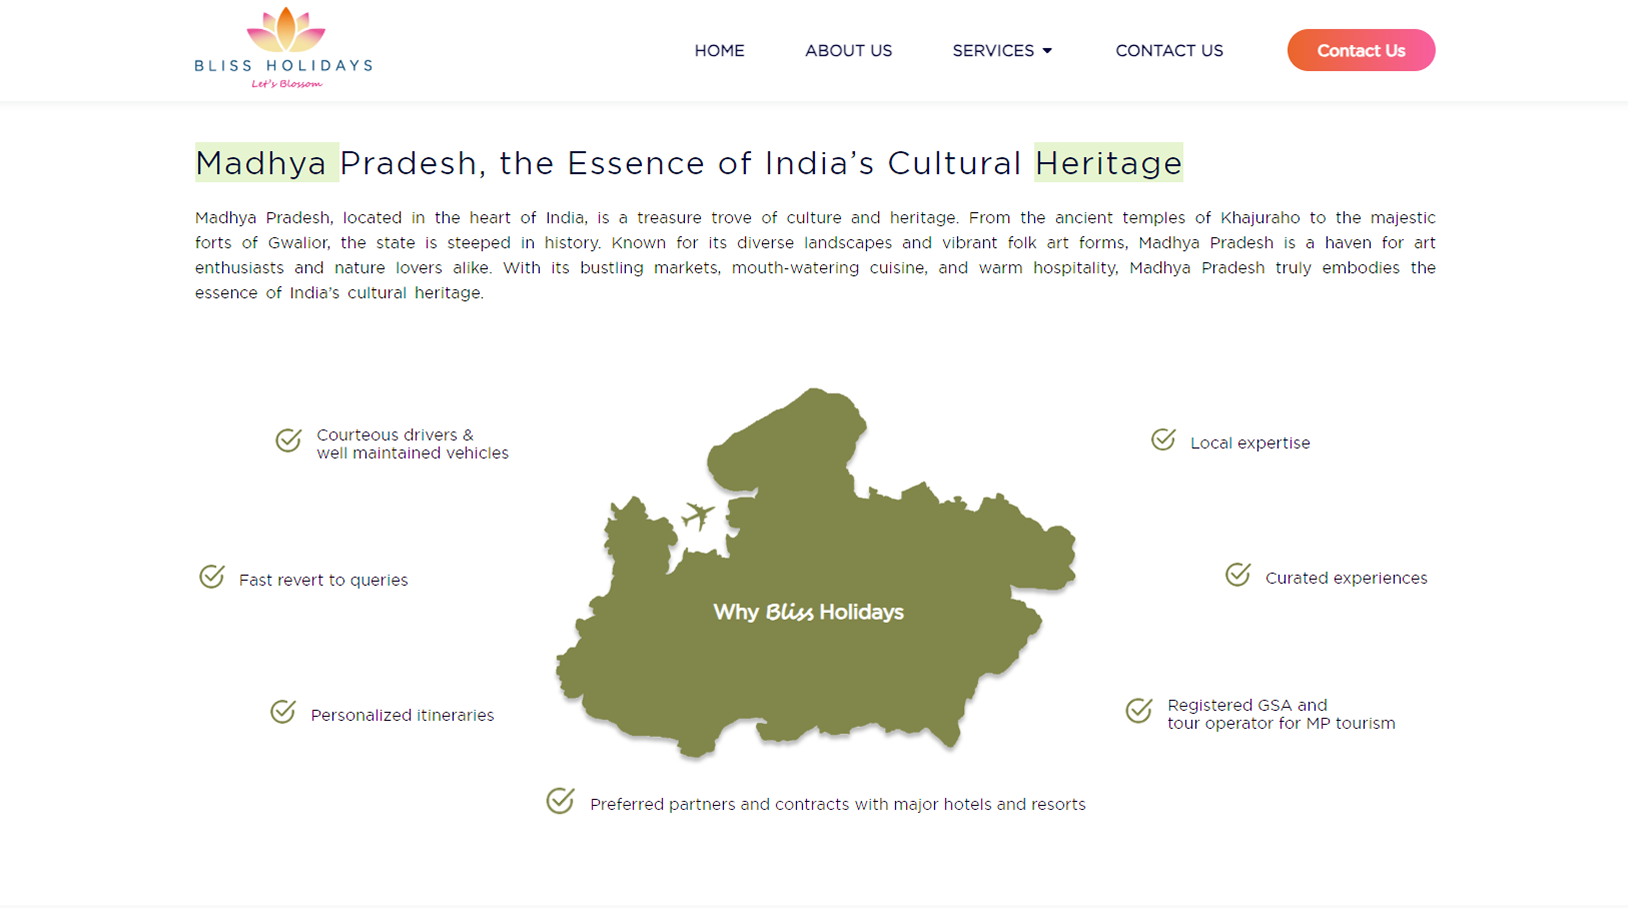 BLISS HOLIDAYS
Let's Blossom
HOME
ABOUT US
SERVICES
CONTACT US
Contact Us
Madhya Pradesh, the Essence of India’s Cultural Heritage
Madhya Pradesh, located in the heart of India, is a treasure trove of culture and heritage. From the ancient temples of Khajuraho to the majestic
forts of Gwalior, the state is steeped in history. Known for its diverse landscapes and vibrant folk art forms, Madhya Pradesh is a haven for art
enthusiasts and nature lovers alike. With its bustling markets, mouth-watering cuisine, and warm hospitality, Madhya Pradesh truly embodies the
essence of India’s cultural heritage.
Courteous drivers &
well maintained vehicles
Local expertise
Fast revert to queries
Curated experiences
Why Bliss Holidays
Personalized itineraries
Registered GSA and
tour operator for MP tourism
Preferred partners and contracts with major hotels and resorts